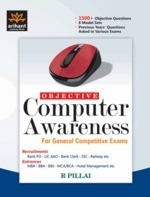 arihant
1500+ Objective Questions
8 Model Sets
Previous Years' Questions
Asked in Various Exams
OBJECTIVE
Computer
Awareness
For General Competitive Exams
Recruitments
Bank PO · LIC AAO · Bank Clerk · SSC · Railway etc
Entrances
MBA · BBA · BBS · MCA/BCA · Hotel Management etc
R PILLAI